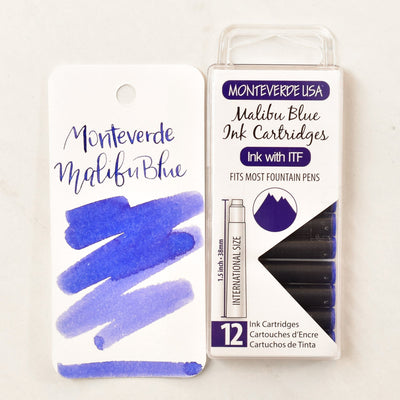 Monteverde
Malibu Blue
MONTEVERDE USA
Malibu Blue
Ink Cartridges
Ink with ITF
FITS MOST FOUNTAIN PENS
1.5 inch - 38mm
INTERNATIONAL SIZE
12
Ink Cartridges
Cartouches d'Encre
Cartuchos de Tinta